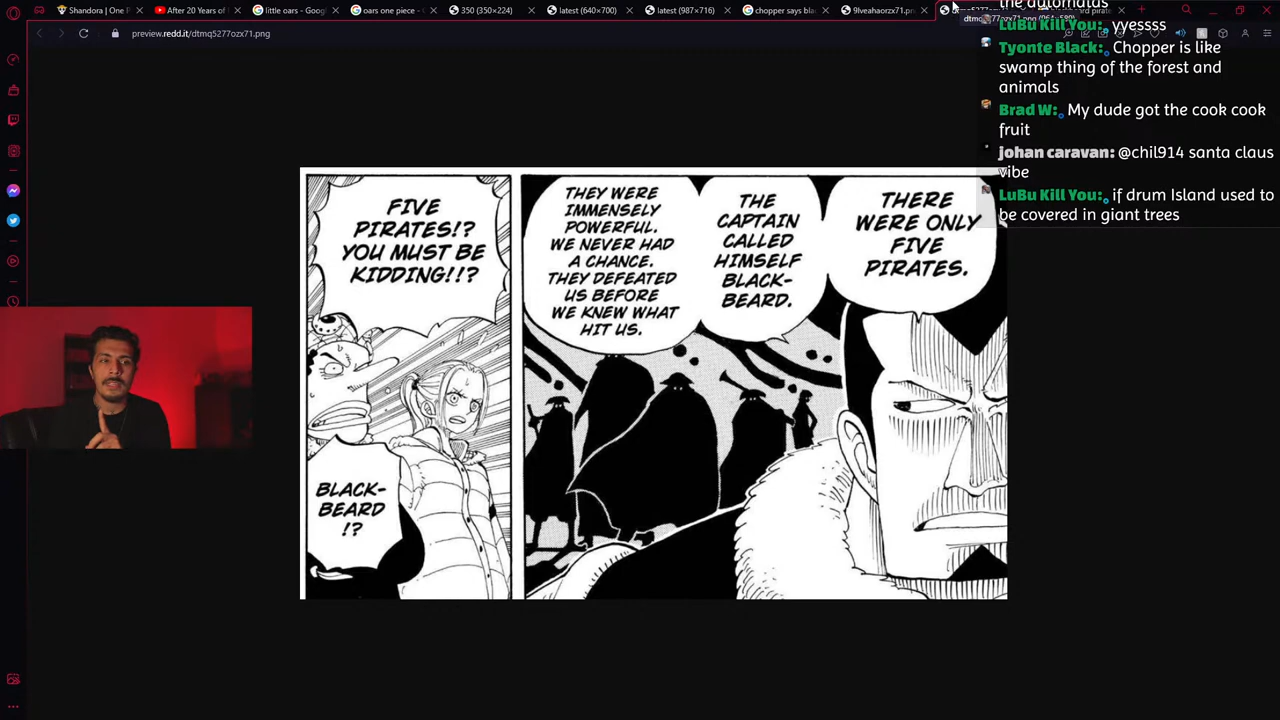 Shandora | One P
After 20 Years of
little oars - Googl
oars one piece - G
350 (350×224)
latest (640×700)
latest (987×716)
chopper says bla
9lveahaorzx71.pn
preview.redd.it/dtmq5277ozx71.png
LuBu Kill You: yyessss
Tyonte Black: Chopper is like
swamp thing of the forest and
animals
Brad W: My dude got the cook cook
fruit
johan caravan: @chil914 santa claus
vibe
LuBu Kill You: if drum Island used to
be covered in giant trees
FIVE
PIRATES!?
YOU MUST BE
KIDDING!!?
BLACK-
BEARD
!?
THEY WERE
IMMENSELY
POWERFUL.
WE NEVER HAD
A CHANCE.
THEY DEFEATED
US BEFORE
WE KNEW WHAT
HIT US.
THE
CAPTAIN
CALLED
HIMSELF
BLACK-
BEARD.
THERE
WERE ONLY
FIVE
PIRATES.